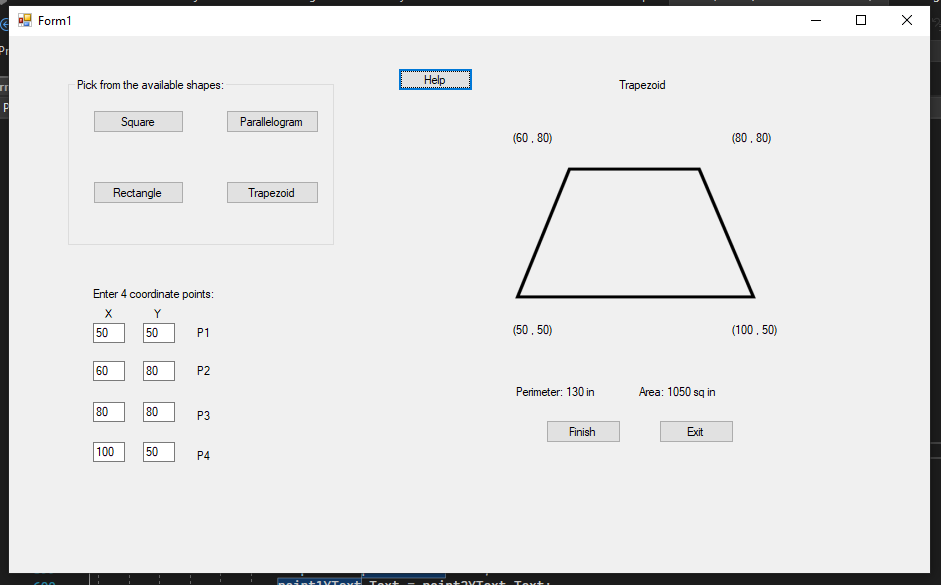 Form1
Pick from the available shapes:
Square
Parallelogram
Rectangle
Trapezoid
Help
Trapezoid
(60 , 80)
(80 , 80)
(50 , 50)
(100 , 50)
Enter 4 coordinate points:
X Y
50 50 P1
60 80 P2
80 80 P3
100 50 P4
Perimeter: 130 in
Area: 1050 sq in
Finish
Exit
point1YText.Text = point2YText.Text;